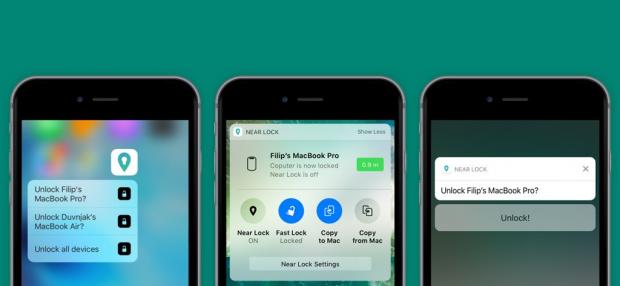 Unlock Filip's
MacBook Pro?
Unlock Duvnjak's
MacBook Air?
Unlock all devices
NEAR LOCK
Show Less
Filip's MacBook Pro
Coputer is now locked
Near Lock is off
0.9 m
Near Lock
ON
Fast Lock
Locked
Copy
to Mac
Copy
from Mac
Near Lock Settings
NEAR LOCK
Unlock Filip's MacBook Pro?
Unlock!